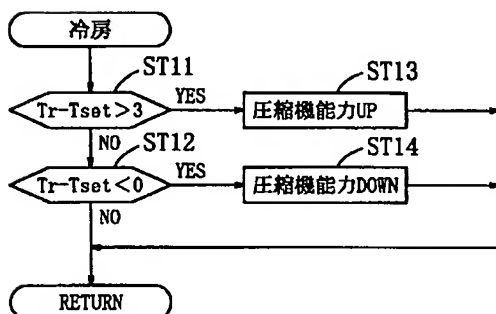 冷房
ST11
ST13
Tr-Tset>3
YES
圧縮機能力UP
NO
ST12
ST14
Tr-Tset<0
YES
圧縮機能力DOWN
NO
RETURN